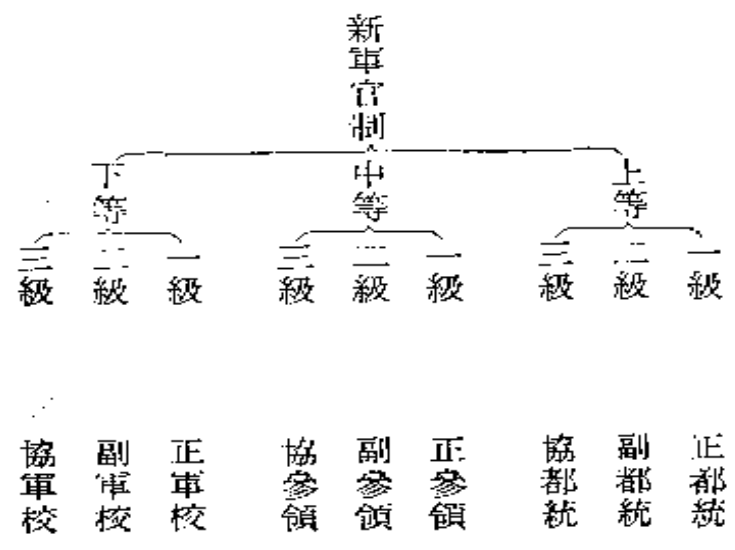 新軍官制
上等
一級
正都統
二級
副都統
三級
協都統
中等
一級
正參領
二級
副參領
三級
協參領
下等
一級
正軍校
二級
副軍校
三級
協軍校